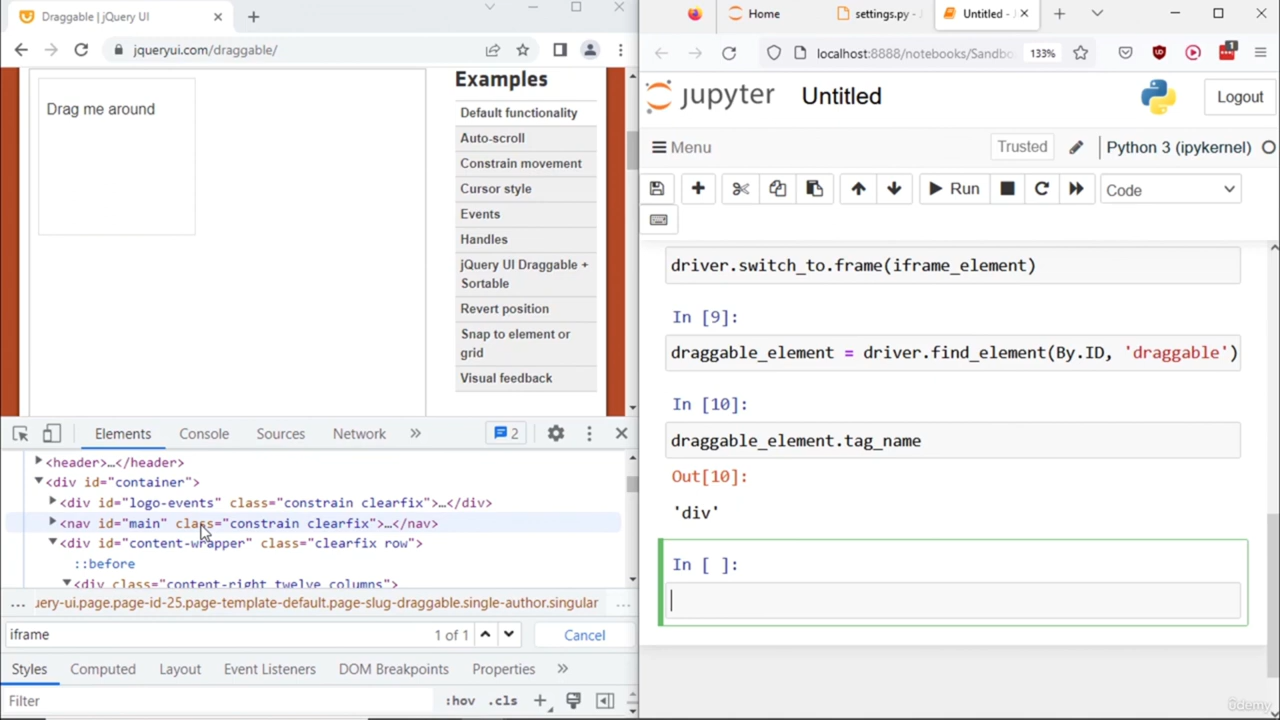 Draggable | jQuery UI
jqueryui.com/draggable/
Drag me around
Examples
Default functionality
Auto-scroll
Constrain movement
Cursor style
Events
Handles
jQuery UI Draggable +
Sortable
Revert position
Snap to element or
grid
Visual feedback
Elements
Console
Sources
Network
2
<header>…</header>
<div id="container">
<div id="logo-events" class="constrain clearfix">…</div>
<nav id="main" class="constrain clearfix">…</nav>
<div id="content-wrapper" class="clearfix row">
::before
<div class="content-right twelve columns">
… uery-ui.page.page-id-25.page-template-default.page-slug-draggable.single-author.singular …
iframe
1 of 1
Cancel
Styles
Computed
Layout
Event Listeners
DOM Breakpoints
Properties
Filter
:hov
.cls
Home
settings.py -
Untitled -
localhost:8888/notebooks/Sandbo
133%
1
jupyter
Untitled
Logout
Menu
Trusted
Python 3 (ipykernel)
Run
Code
driver.switch_to.frame(iframe_element)
In [9]:
draggable_element = driver.find_element(By.ID, 'draggable')
In [10]:
draggable_element.tag_name
Out[10]:
'div'
In [ ]:
ûdemy